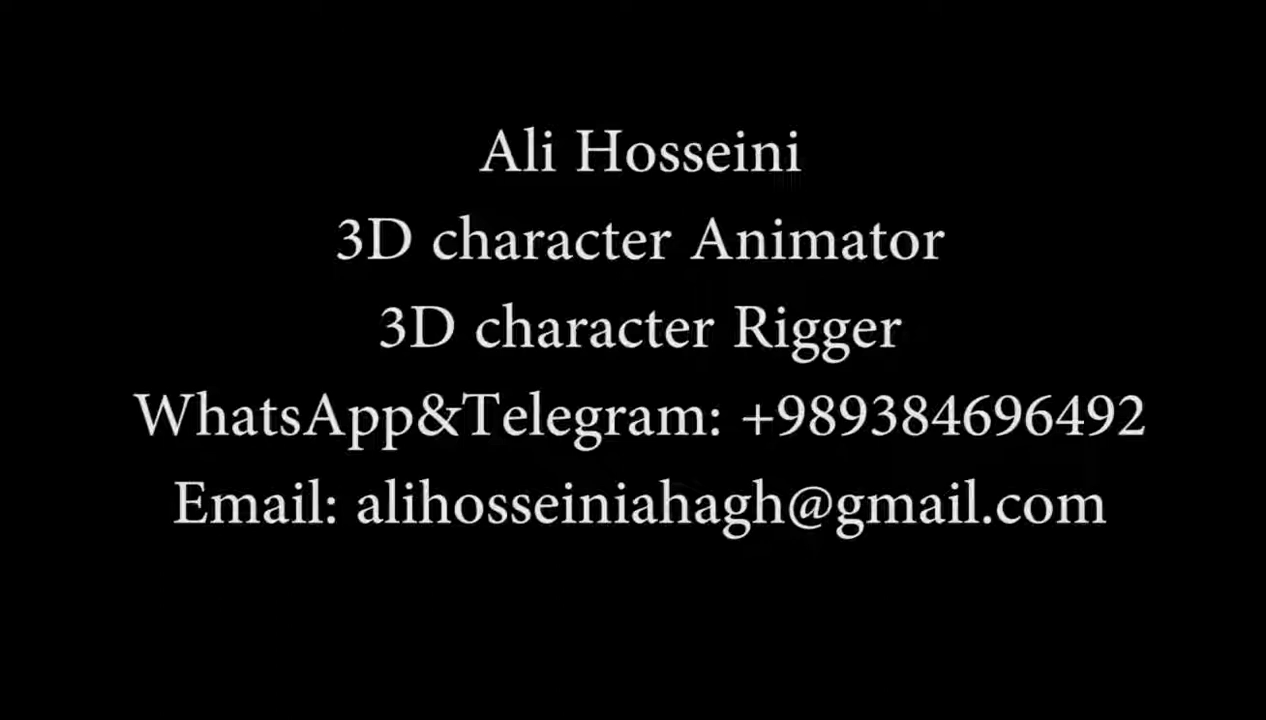 Ali Hosseini
3D character Animator
3D character Rigger
WhatsApp&Telegram: +989384696492
Email: alihosseiniahagh@gmail.com